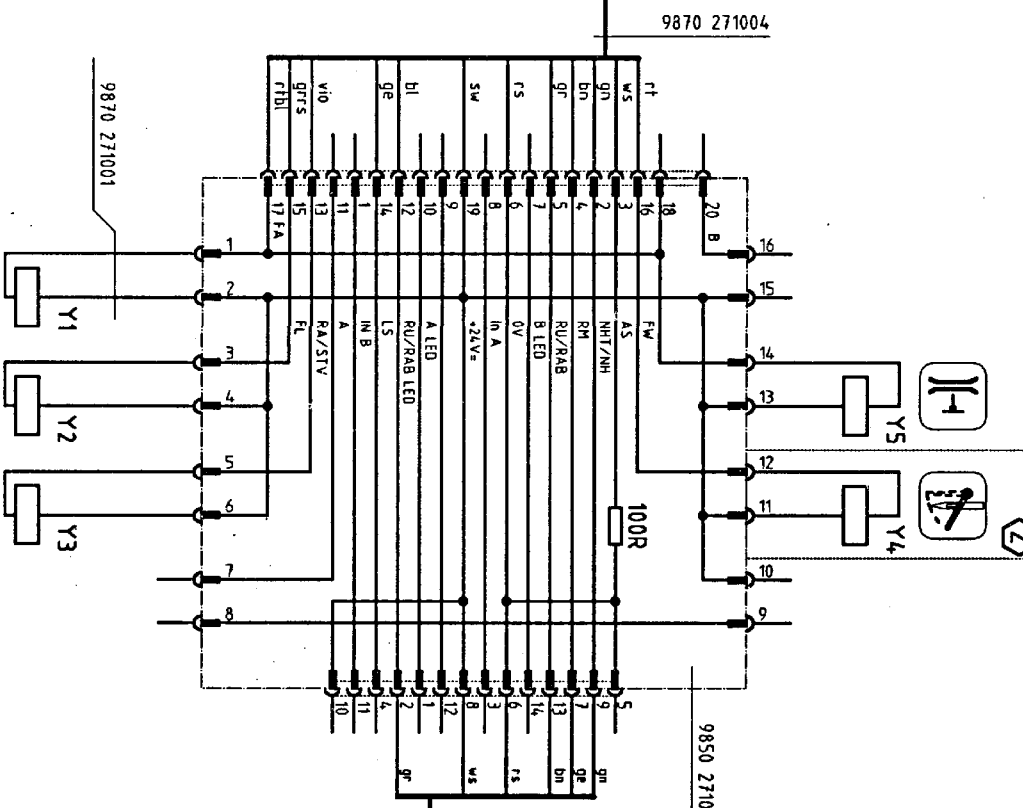 9870 271004
9870 271001
rtbl
grrs
vio
ge
bl
sw
rs
gr
bn
gn
ws
rt
17
15
13
11
1
14
12
10
9
19
8
6
7
5
4
2
3
16
18
20
FA
B
FL
RA/STV
A
IN B
LS
RU/RAB LED
A LED
+24V=
in A
0V
B LED
RU/RAB
RM
NHT/NH
AS
FW
1
2
3
4
5
6
7
8
16
15
14
13
12
11
10
9
Y1
Y2
Y3
Y5
Y4
100R
10
11
4
2
1
12
8
3
6
14
13
7
9
5
gr
ws
rs
bn
ge
gn
9850 2710